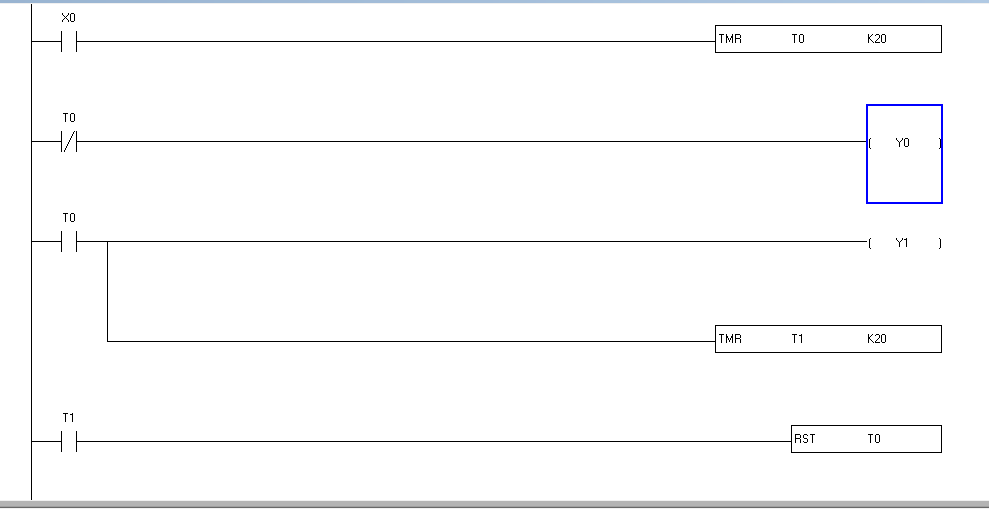 X0
TMR T0 K20
T0
( Y0 )
T0
( Y1 )
TMR T1 K20
T1
RST T0